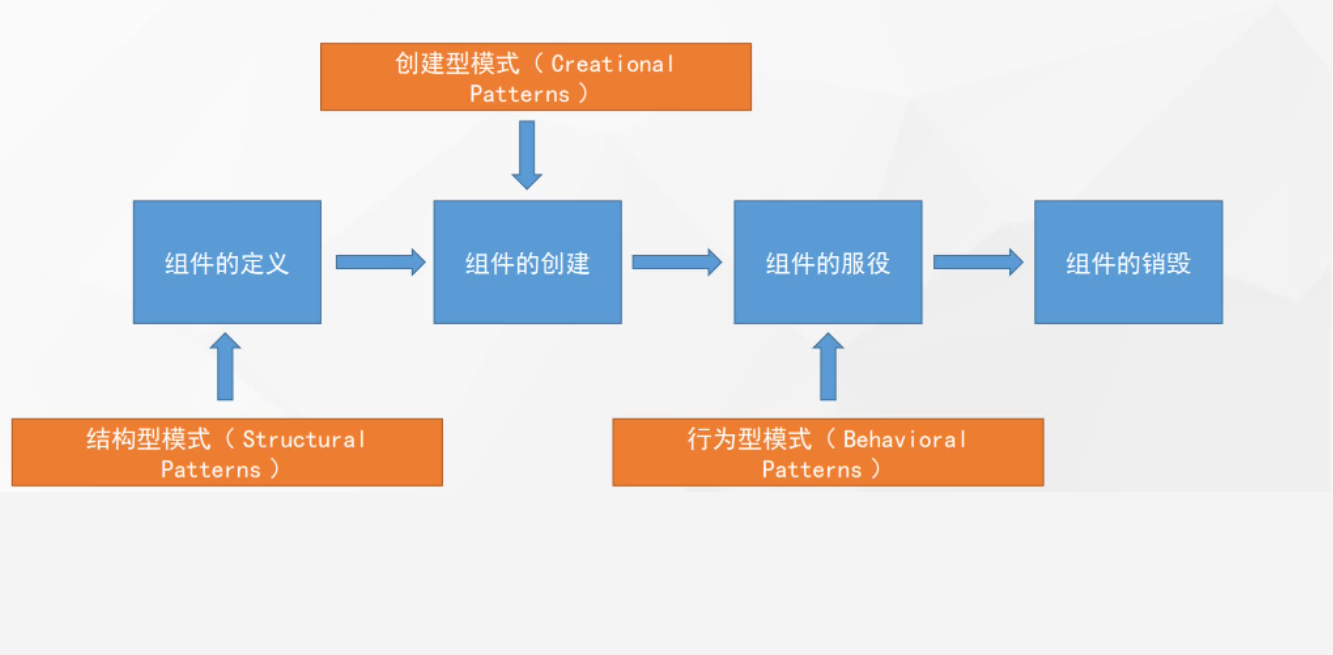 创建型模式（Creational
Patterns）
组件的定义
组件的创建
组件的服役
组件的销毁
结构型模式（Structural
Patterns）
行为型模式（Behavioral
Patterns）